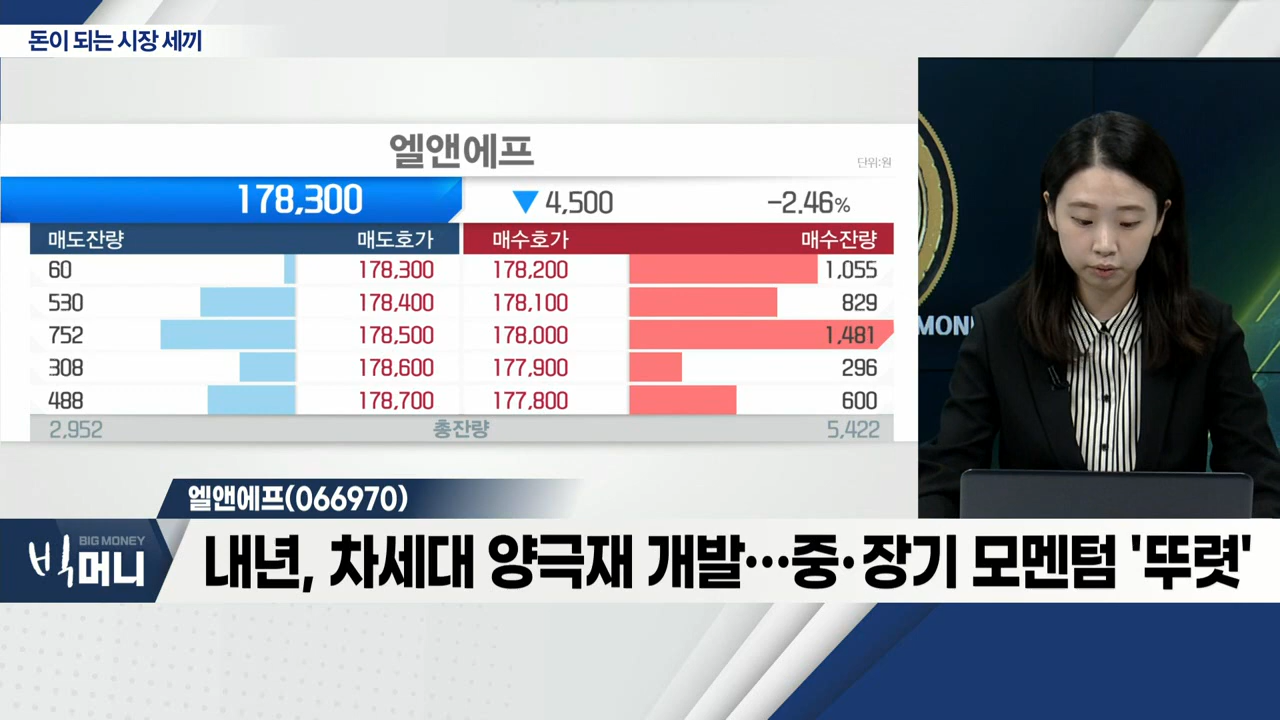 돈이 되는 시장 세끼
엘앤에프
단위:원
178,300 ▼ 4,500 -2.46%
매도잔량 매도호가 매수호가 매수잔량
60 178,300 178,200 1,055
530 178,400 178,100 829
752 178,500 178,000 1,481
308 178,600 177,900 296
488 178,700 177,800 600
2,952 총잔량 5,422
MON
엘앤에프(066970)
BIG MONEY
빅머니
내년, 차세대 양극재 개발…중·장기 모멘텀 '뚜렷'